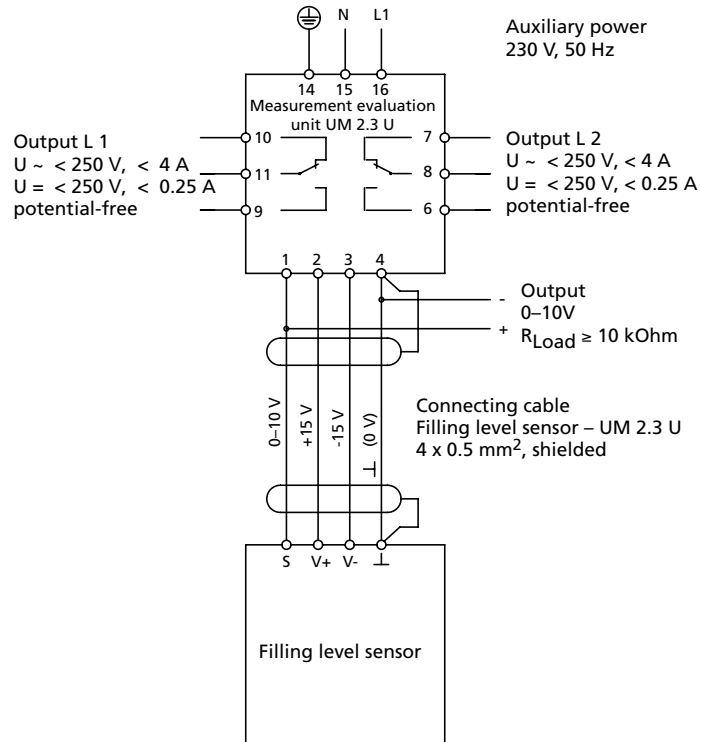 N L1
Auxiliary power
230 V, 50 Hz
14 15 16
Measurement evaluation
unit UM 2.3 U
Output L 1
U ~ < 250 V, < 4 A
U = < 250 V, < 0.25 A
potential-free
10
11
9
7
8
6
Output L 2
U ~ < 250 V, < 4 A
U = < 250 V, < 0.25 A
potential-free
1 2 3 4
- Output
0–10V
+ RLoad ≥ 10 kOhm
0–10 V
+15 V
-15 V
(0 V)
Connecting cable
Filling level sensor – UM 2.3 U
4 x 0.5 mm², shielded
S V+ V- ⊥
Filling level sensor